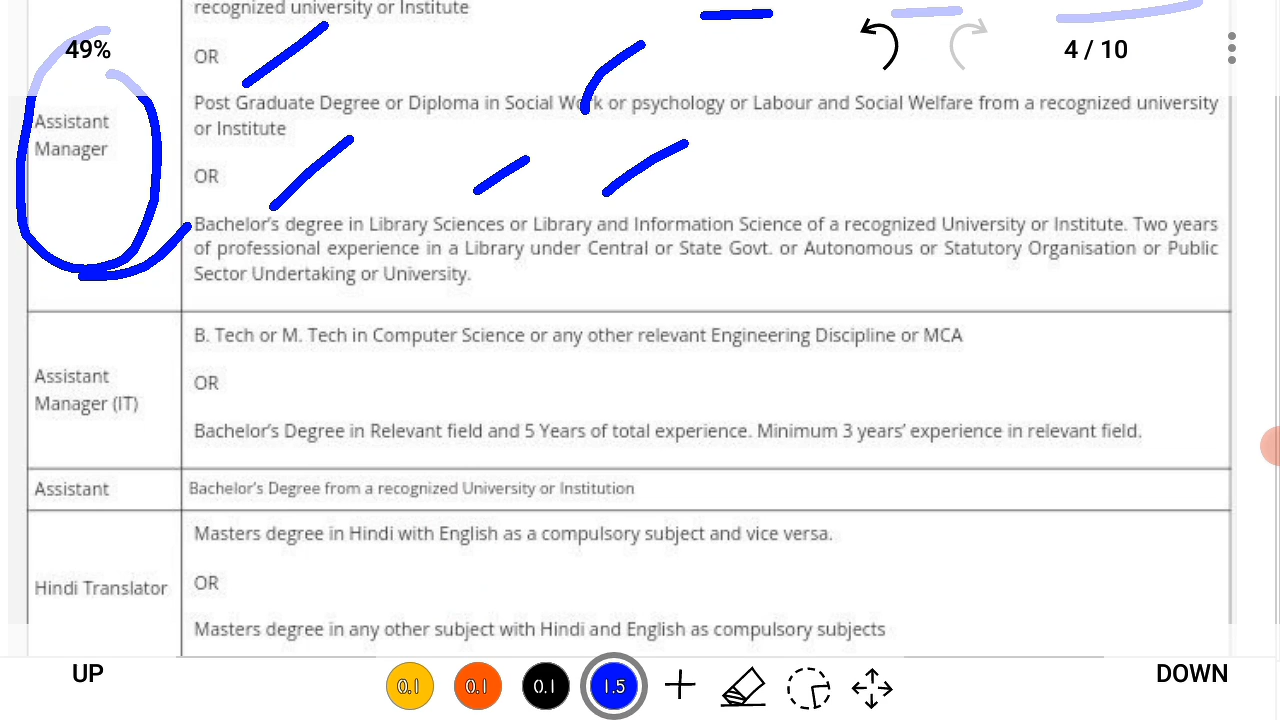 recognized university or Institute
49%
4 / 10
OR
Assistant
Manager
Post Graduate Degree or Diploma in Social Work or psychology or Labour and Social Welfare from a recognized university
or Institute
OR
Bachelor's degree in Library Sciences or Library and Information Science of a recognized University or Institute. Two years
of professional experience in a Library under Central or State Govt. or Autonomous or Statutory Organisation or Public
Sector Undertaking or University.
Assistant
Manager (IT)
B. Tech or M. Tech in Computer Science or any other relevant Engineering Discipline or MCA
OR
Bachelor's Degree in Relevant field and 5 Years of total experience. Minimum 3 years' experience in relevant field.
Assistant
Bachelor's Degree from a recognized University or Institution
Hindi Translator
Masters degree in Hindi with English as a compulsory subject and vice versa.
OR
Masters degree in any other subject with Hindi and English as compulsory subjects
UP
0.1
0.1
0.1
1.5
DOWN